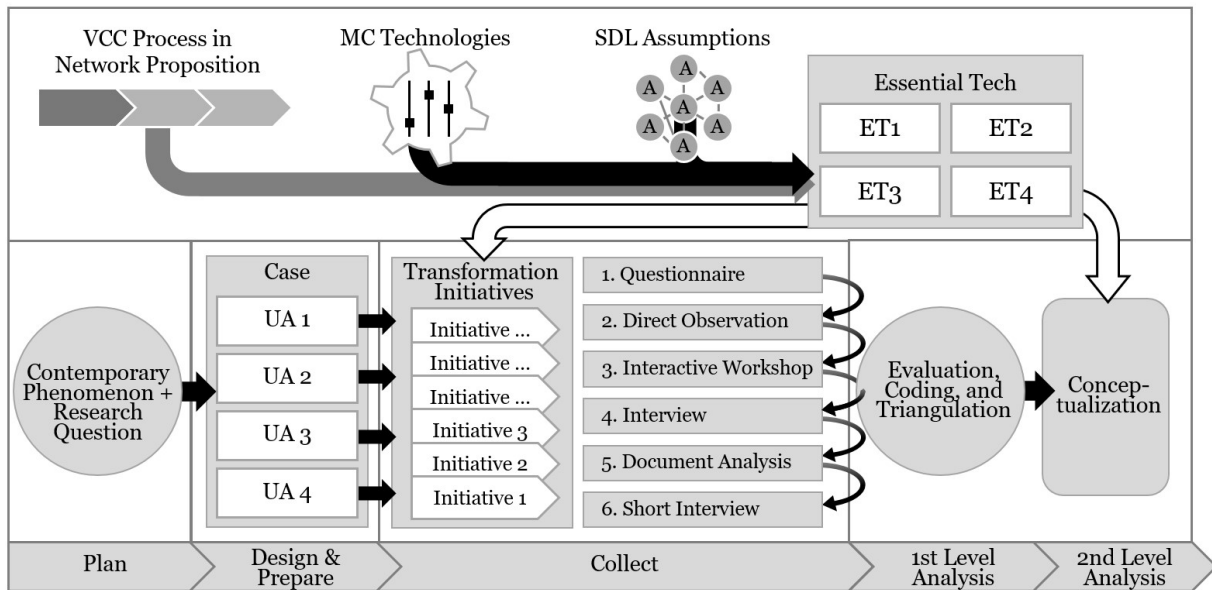 VCC Process in
Network Proposition
MC Technologies
SDL Assumptions
A
A
A
A
A
A
A
Essential Tech
ET1
ET2
ET3
ET4
Contemporary
Phenomenon +
Research
Question
Case
UA 1
UA 2
UA 3
UA 4
Transformation
Initiatives
Initiative ...
Initiative ...
Initiative ...
Initiative 3
Initiative 2
Initiative 1
1. Questionnaire
2. Direct Observation
3. Interactive Workshop
4. Interview
5. Document Analysis
6. Short Interview
Evaluation,
Coding, and
Triangulation
Concep-
tualization
Plan
Design &
Prepare
Collect
1st Level
Analysis
2nd Level
Analysis